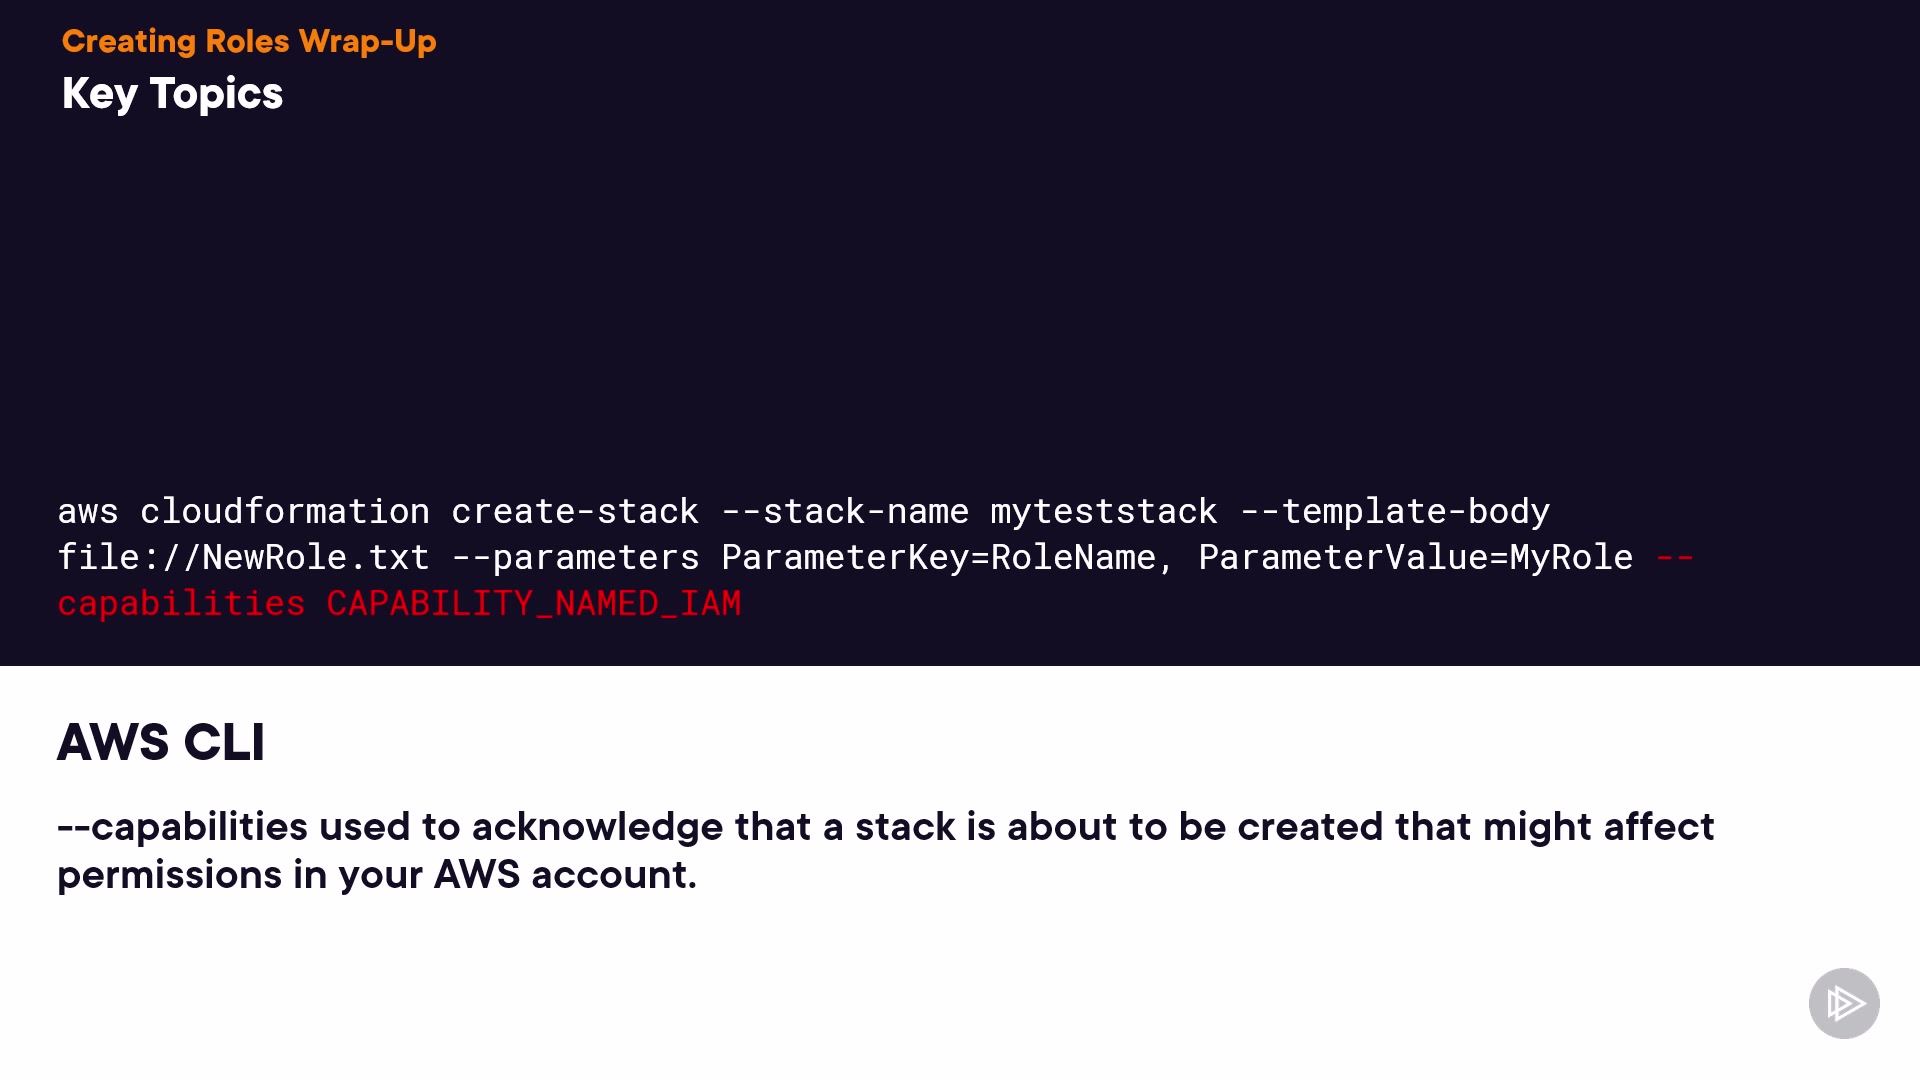 Creating Roles Wrap-Up
Key Topics
aws cloudformation create-stack --stack-name myteststack --template-body
file://NewRole.txt --parameters ParameterKey=RoleName, ParameterValue=MyRole --
capabilities CAPABILITY_NAMED_IAM
AWS CLI
--capabilities used to acknowledge that a stack is about to be created that might affect
permissions in your AWS account.